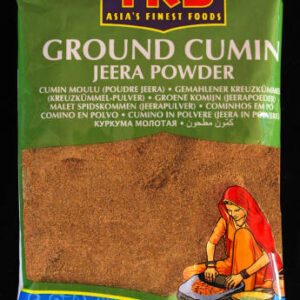 TRS
ASIA'S FINEST FOODS
GROUND CUMIN
JEERA POWDER
CUMIN MOULU (POUDRE JEERA) • GEMAHLENER KREUZKÜMMEL
(KREUZKÜMMEL-PULVER) • GROENE KOMIJN (JEERAPOEDER)
MALET SPIDSKOMMEN (JEERAPULVER) • COMINHOS EM PÓ
COMINO EN POLVO • CUMINO IN POLVERE (JEERA IN POLVERE)
КУРКУМА МОЛОТАЯ • كمون مطحون